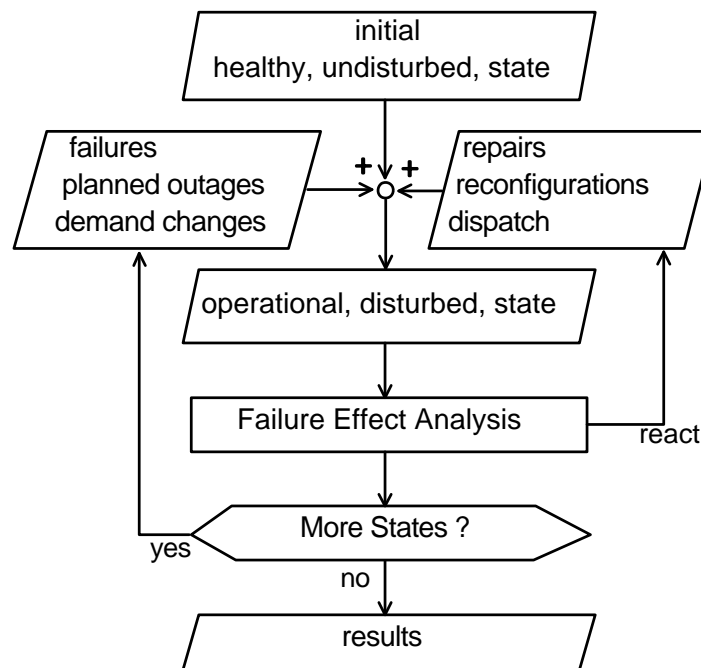 initial
healthy, undisturbed, state
failures
planned outages
demand changes
+ +
repairs
reconfigurations
dispatch
operational, disturbed, state
Failure Effect Analysis
react
More States ?
yes
no
results